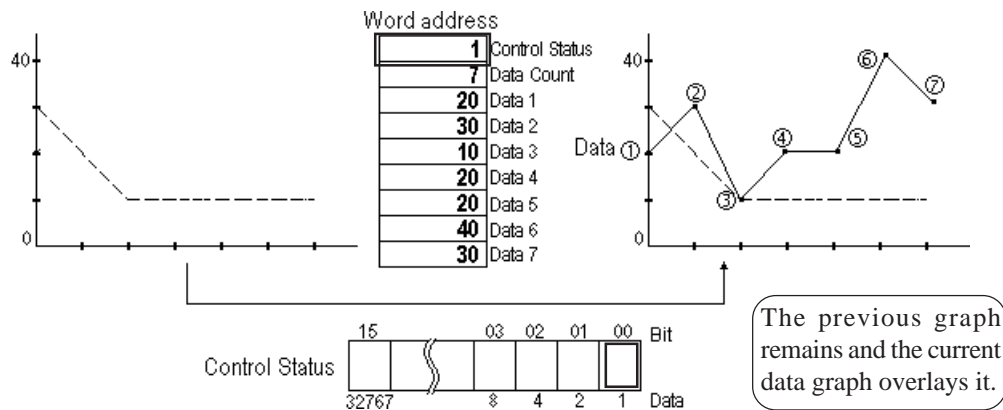 Word address
1 Control Status
7 Data Count
20 Data 1
30 Data 2
10 Data 3
20 Data 4
20 Data 5
40 Data 6
30 Data 7
40
0
40
0
Data ①
②
③
④
⑤
⑥
⑦
15 03 02 01 00 Bit
Control Status
32767 8 4 2 1 Data
The previous graph
remains and the current
data graph overlays it.